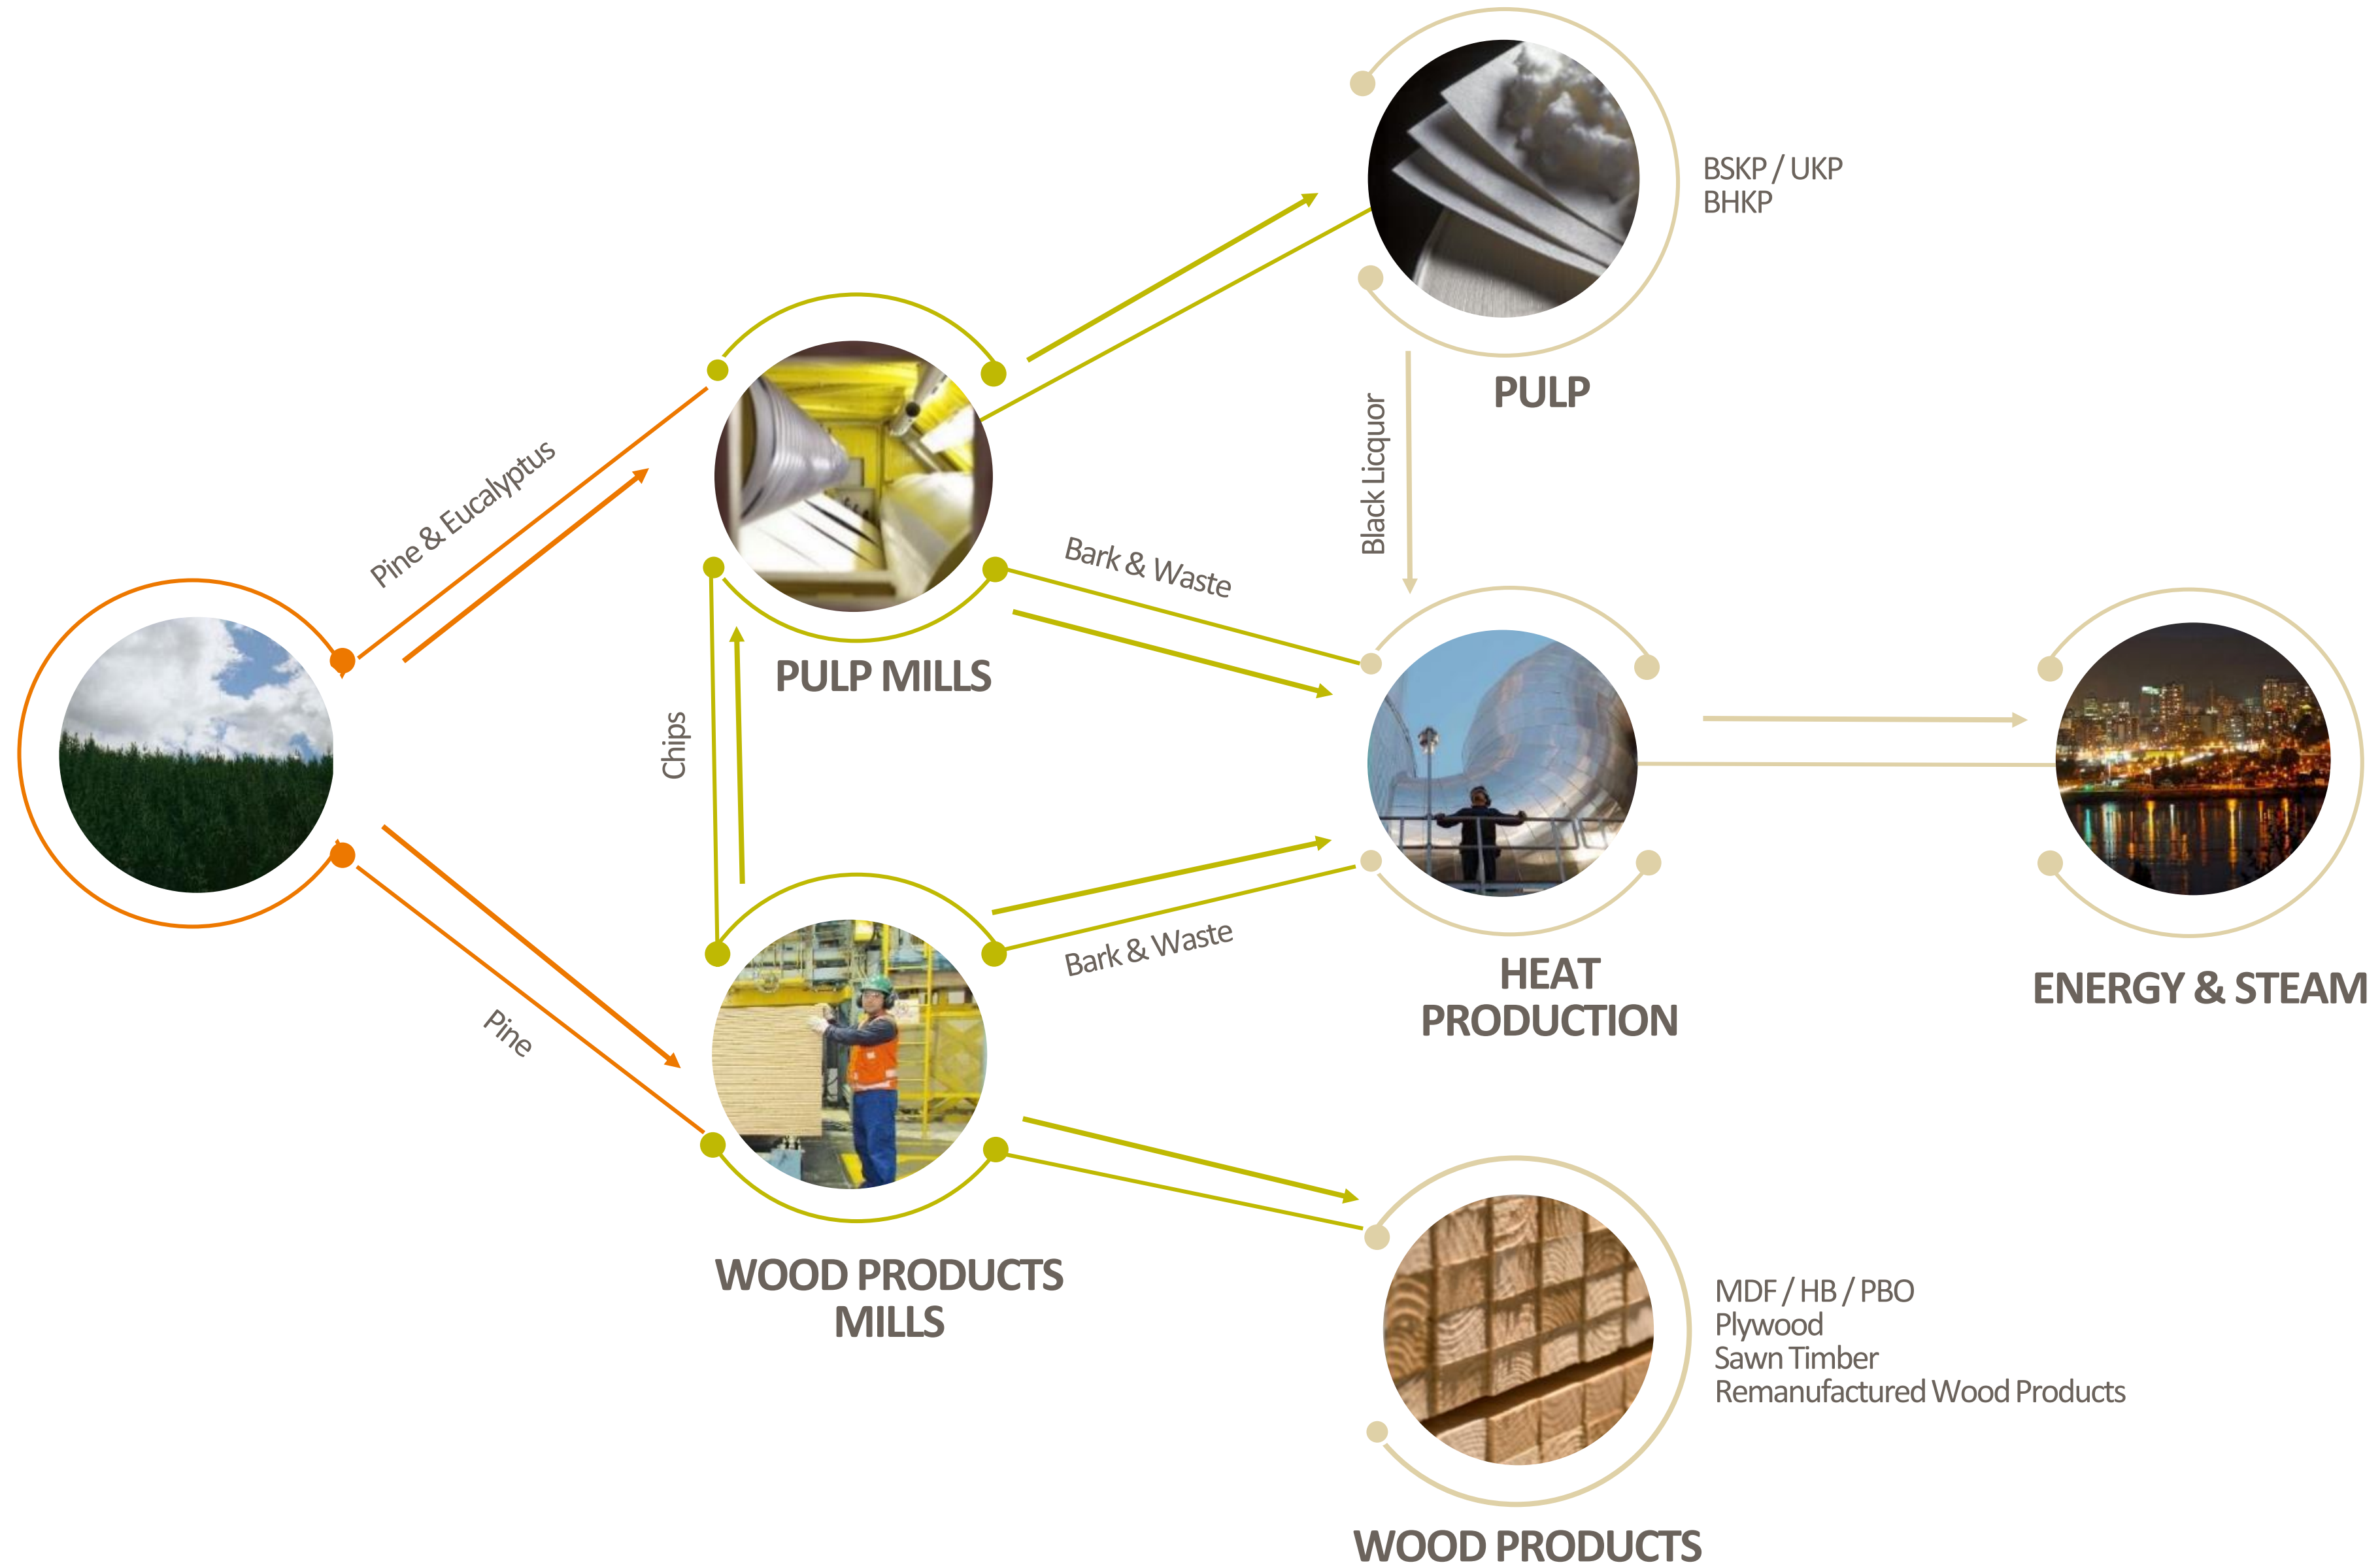 BSKP / UKP
BHKP
PULP
Pine & Eucalyptus
Black Licquor
Bark & Waste
PULP MILLS
Chips
Bark & Waste
HEAT
PRODUCTION
ENERGY & STEAM
Pine
WOOD PRODUCTS
MILLS
MDF / HB / PBO
Plywood
Sawn Timber
Remanufactured Wood Products
WOOD PRODUCTS